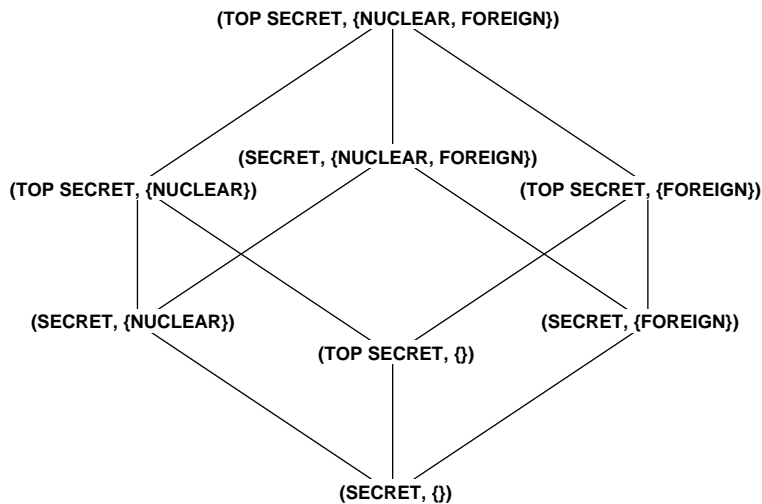 (TOP SECRET, {NUCLEAR, FOREIGN})
(SECRET, {NUCLEAR, FOREIGN})
(TOP SECRET, {NUCLEAR})
(TOP SECRET, {FOREIGN})
(SECRET, {NUCLEAR})
(SECRET, {FOREIGN})
(TOP SECRET, {})
(SECRET, {})